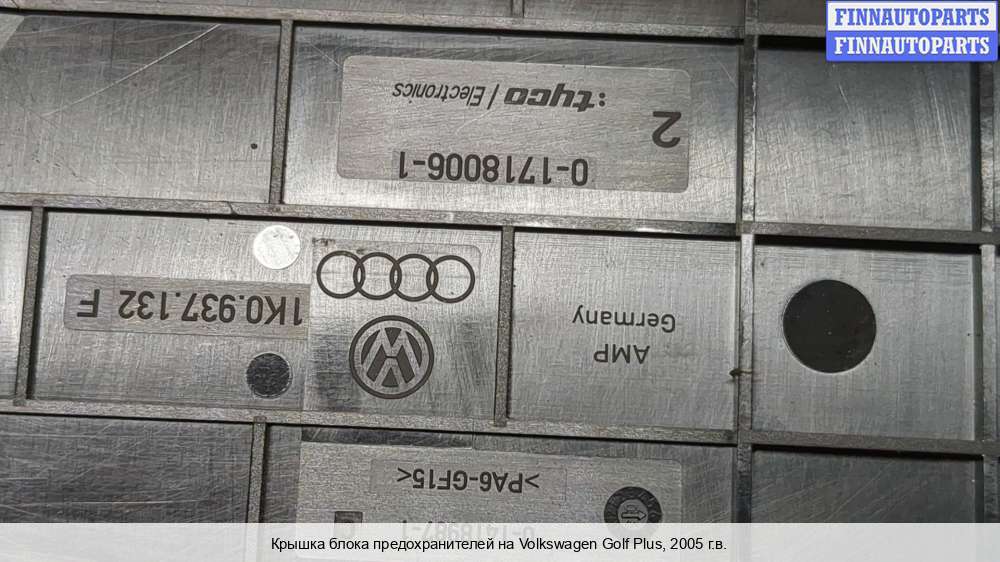 FINNAUTOPARTS
FINNAUTOPARTS
:tyco / Electronics
2
0-1718006-1
1K0.937.132 F
AMP
Germany
>PA6-GF15<
Крышка блока предохранителей на Volkswagen Golf Plus, 2005 г.в.